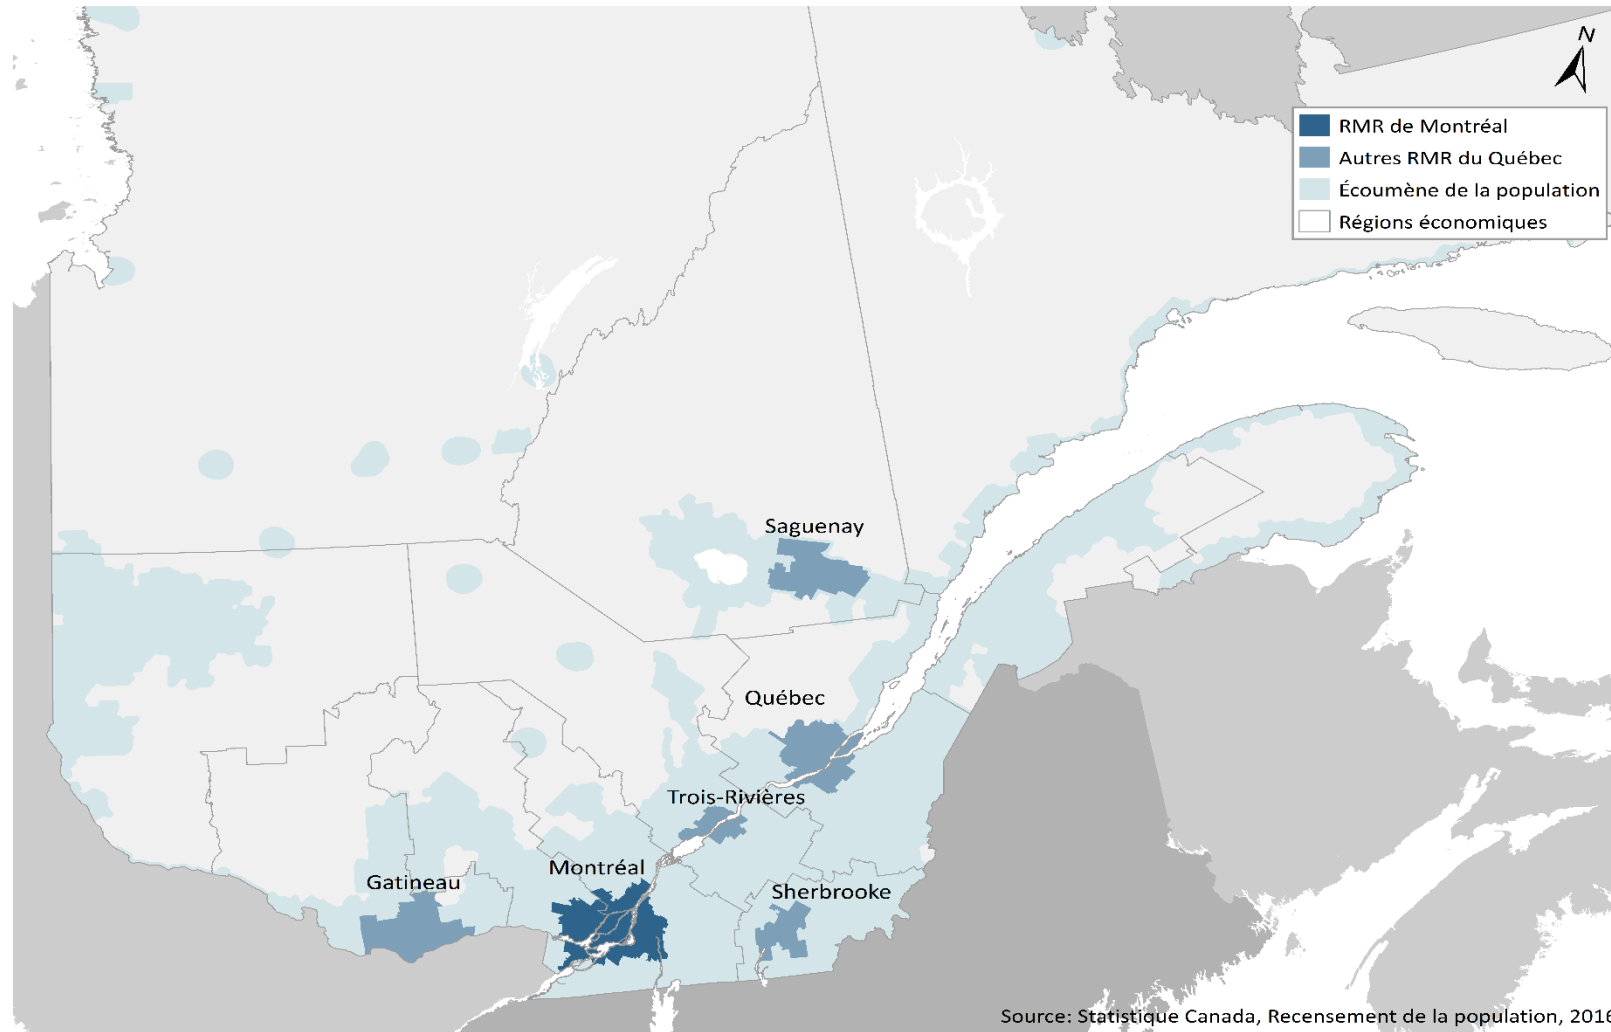 N
RMR de Montréal
Autres RMR du Québec
Écoumène de la population
Régions économiques
Saguenay
Québec
Trois-Rivières
Montréal
Gatineau
Sherbrooke
Source: Statistique Canada, Recensement de la population, 2016